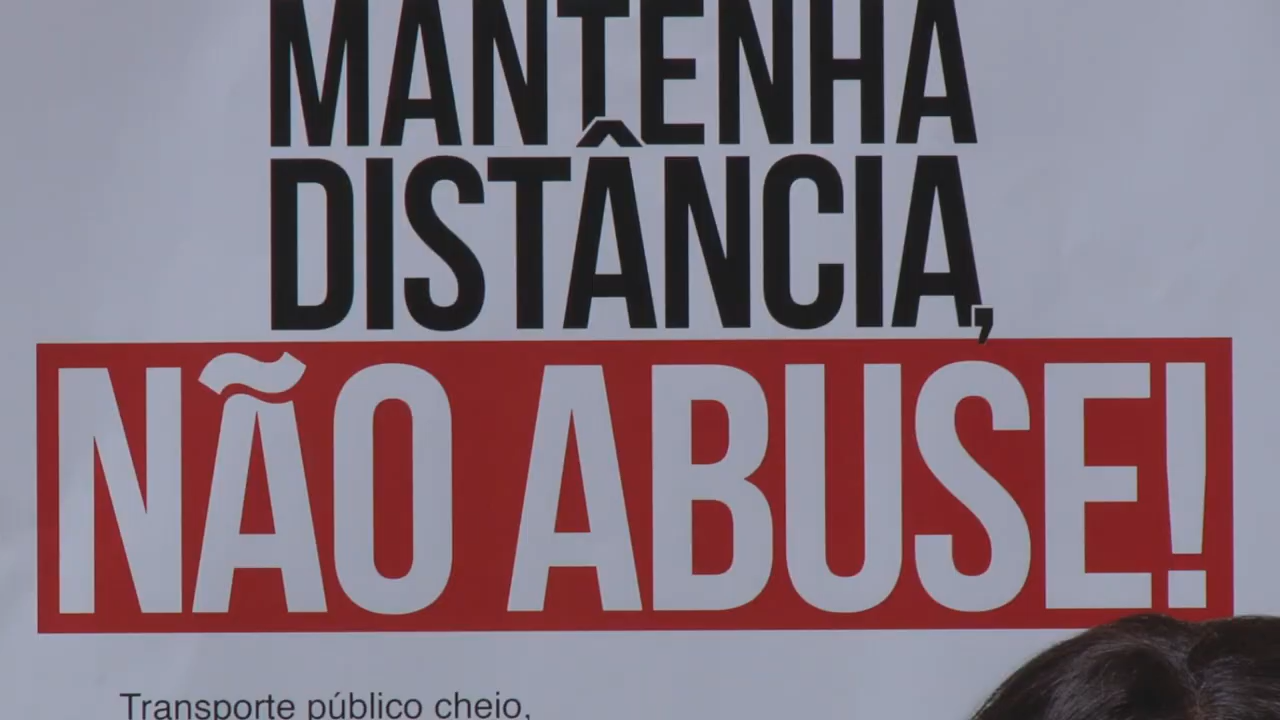 MANTENHA
DISTÂNCIA,
NÃO ABUSE!
Transporte público cheio,